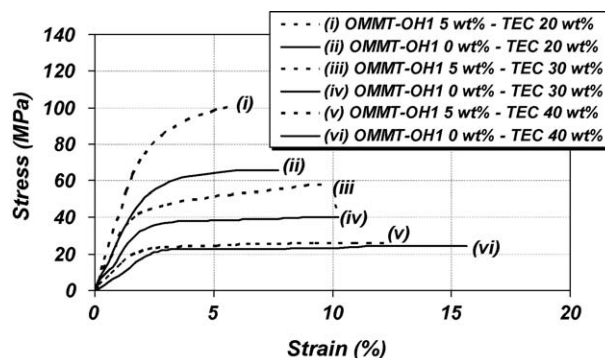 (i) OMMT-OH1 5 wt% - TEC 20 wt%
(ii) OMMT-OH1 0 wt% - TEC 20 wt%
(iii) OMMT-OH1 5 wt% - TEC 30 wt%
(iv) OMMT-OH1 0 wt% - TEC 30 wt%
(v) OMMT-OH1 5 wt% - TEC 40 wt%
(vi) OMMT-OH1 0 wt% - TEC 40 wt%
Stress (MPa)
140
120
100
80
60
40
20
0
(i)
(ii)
(iii
(iv)
(v)
(vi)
0
5
10
15
20
Strain (%)